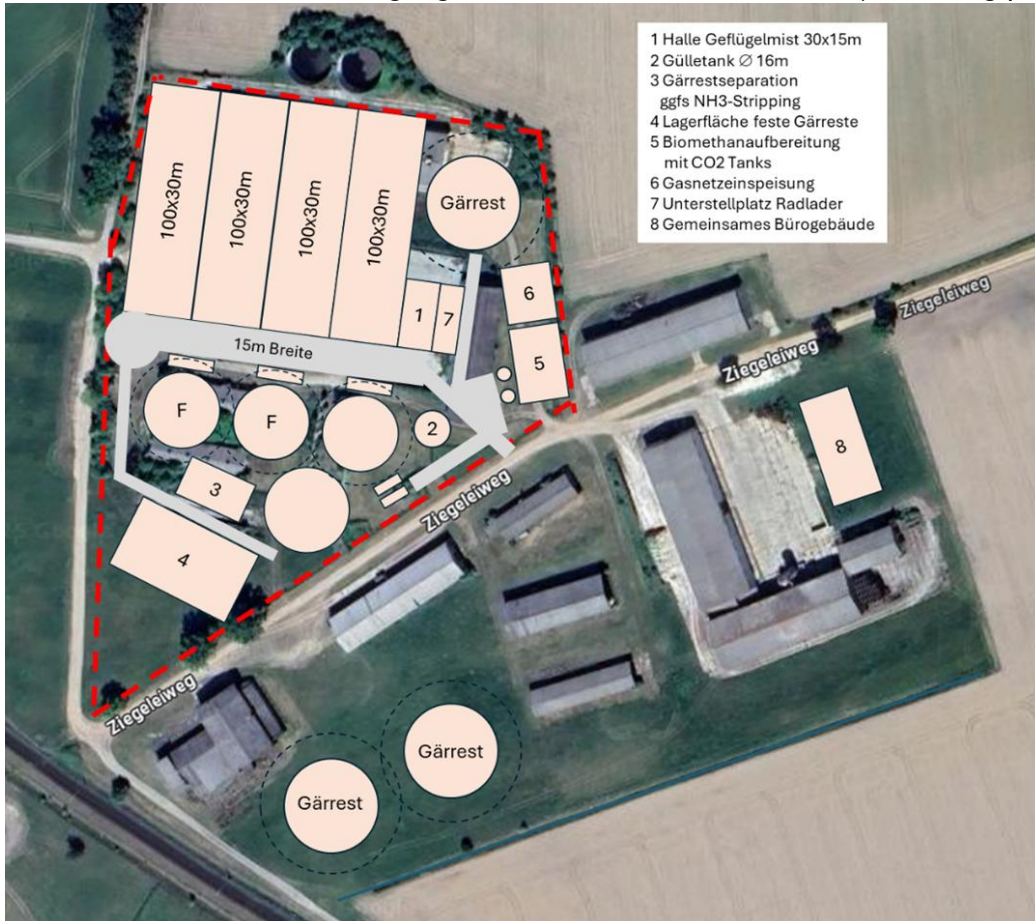 1 Halle Geflügelmist 30x15m
2 Gülletank ∅ 16m
3 Gärrestseparation
ggfs NH3-Stripping
4 Lagerfläche feste Gärreste
5 Biomethanaufbereitung
mit CO2 Tanks
6 Gasnetzeinspeisung
7 Unterstellplatz Radlader
8 Gemeinsames Bürogebäude
100x30m
100x30m
100x30m
100x30m
Gärrest
1
7
6
5
15m Breite
F
F
2
3
4
8
Ziegeleiweg
Ziegeleiweg
Ziegeleiweg
Ziegeleiweg
Gärrest
Gärrest